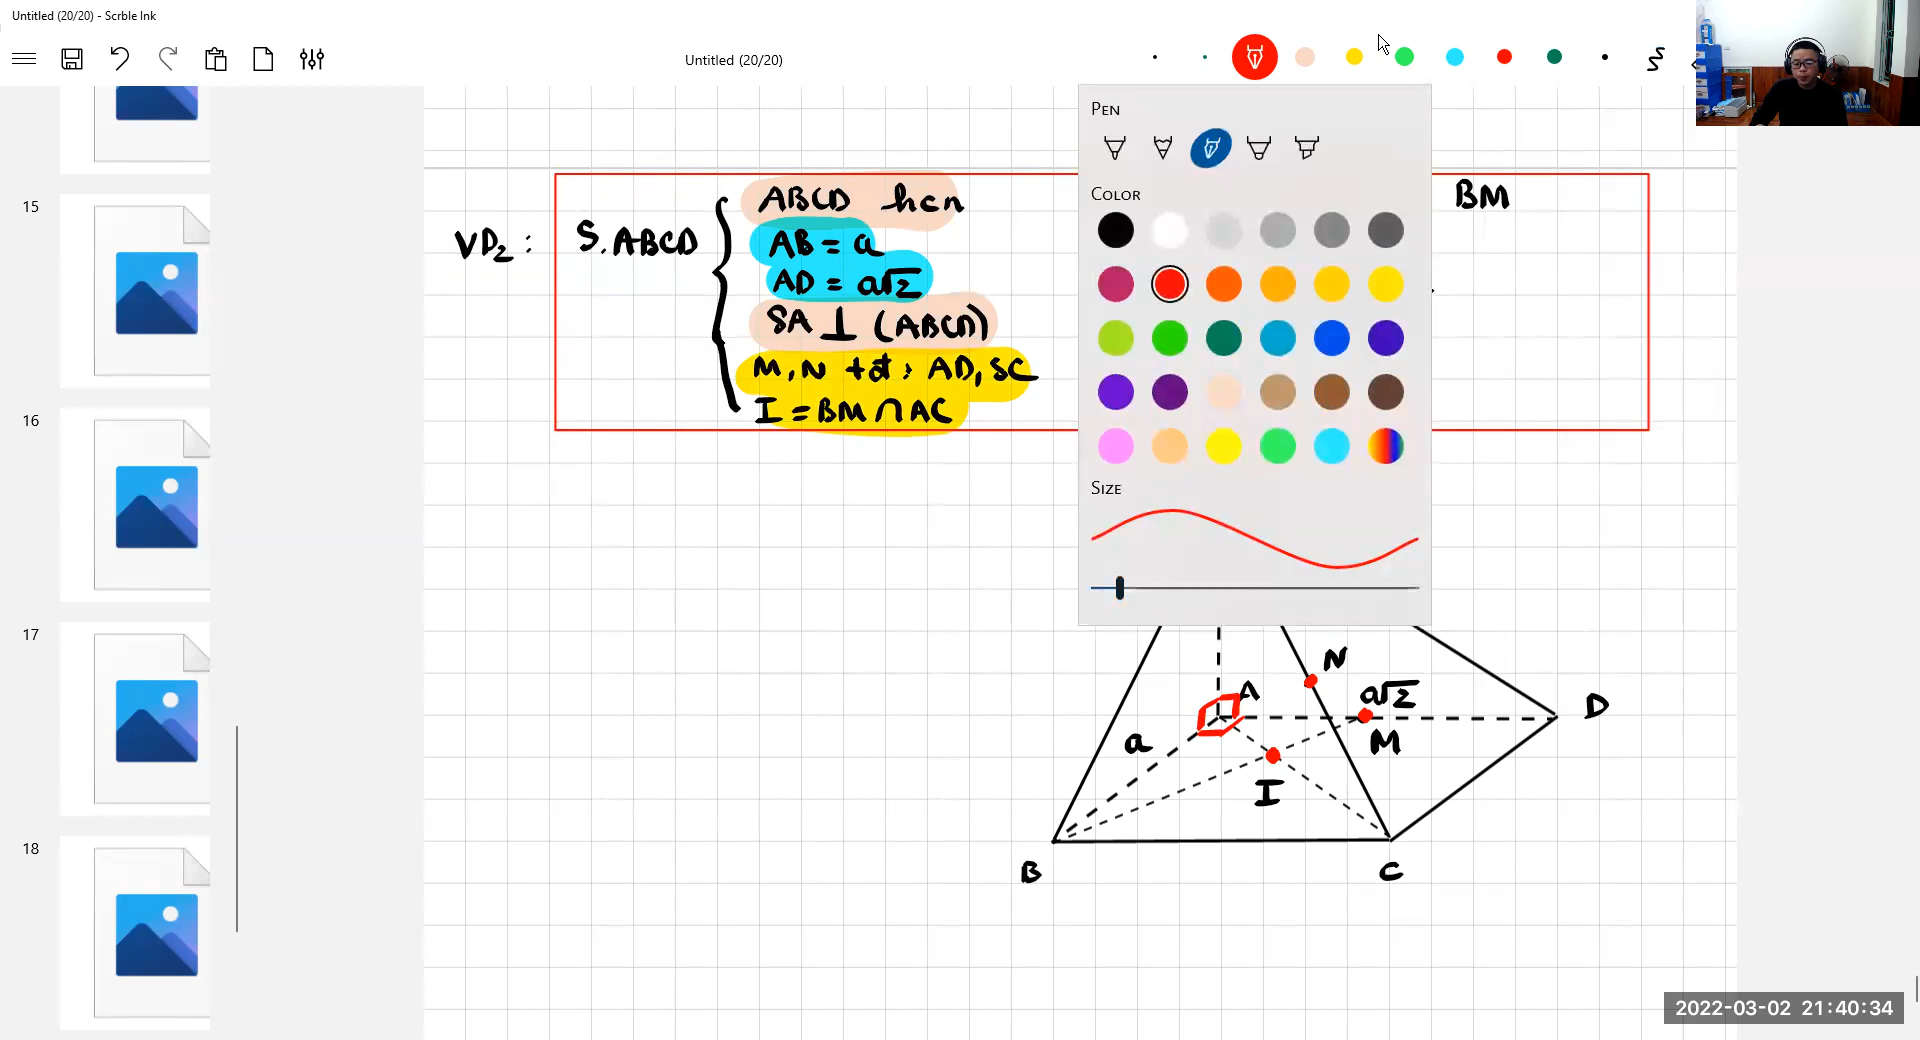 Untitled (20/20) - Scrble Ink
Untitled (20/20)
PEN
COLOR
SIZE
15
16
17
18
VD2 : S.ABCD
ABCD hcn
AB = a
AD = a√2
SA ⊥ (ABCD)
M, N tđ : AD, SC
I = BM ∩ AC
BM
N
A
a√2
D
a
M
I
B
C
2022-03-02 21:40:34